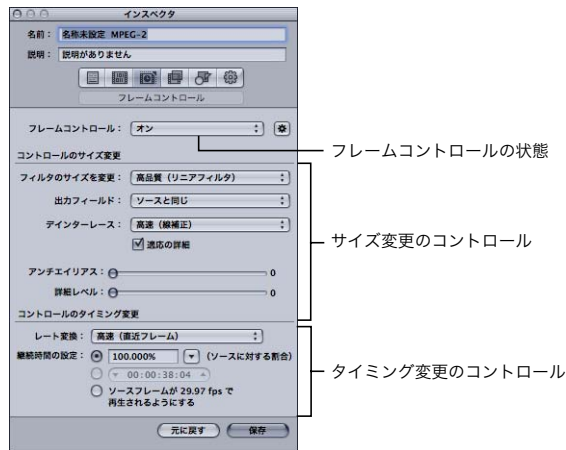 インスペクタ
名前： 名称未設定 MPEG-2
説明： 説明がありません
フレームコントロール
フレームコントロール： オン
フレームコントロールの状態
コントロールのサイズ変更
フィルタのサイズを変更： 高品質（リニアフィルタ）
出力フィールド： ソースと同じ
デインターレース： 高速（線補正）
適応の詳細
サイズ変更のコントロール
アンチエイリアス： 0
詳細レベル： 0
コントロールのタイミング変更
レート変換： 高速（直近フレーム）
継続時間の設定： 100.000% （ソースに対する割合）
00:00:38:04
タイミング変更のコントロール
ソースフレームが 29.97 fps で
再生されるようにする
元に戻す 保存